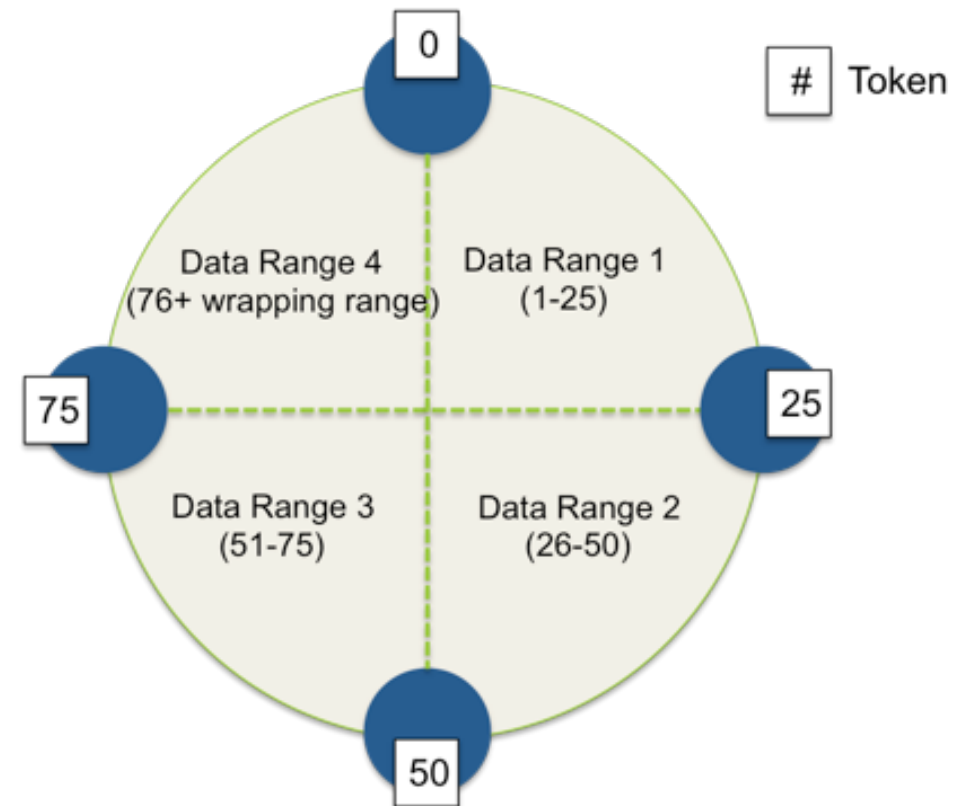 0
# Token
Data Range 4
(76+ wrapping range)
Data Range 1
(1-25)
75
25
Data Range 3
(51-75)
Data Range 2
(26-50)
50